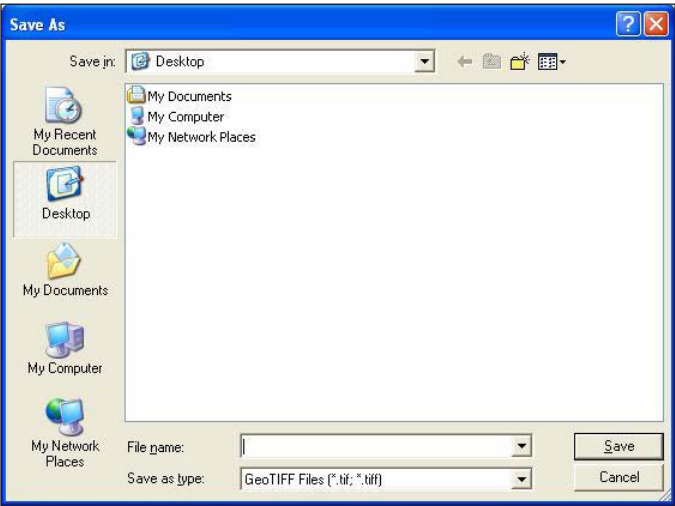 Save As
Save in:
Desktop
My Documents
My Computer
My Network Places
My Recent
Documents
Desktop
My Documents
My Computer
My Network
Places
File name:
Save
Save as type:
GeoTIFF Files (*.tif; *.tiff)
Cancel